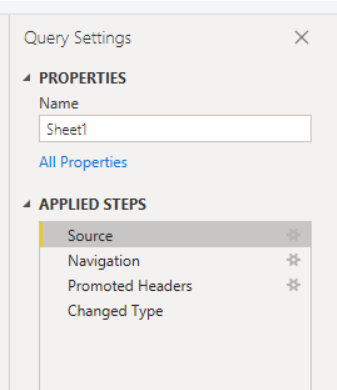 Query Settings
PROPERTIES
Name
Sheet1
All Properties
APPLIED STEPS
Source
Navigation
Promoted Headers
Changed Type